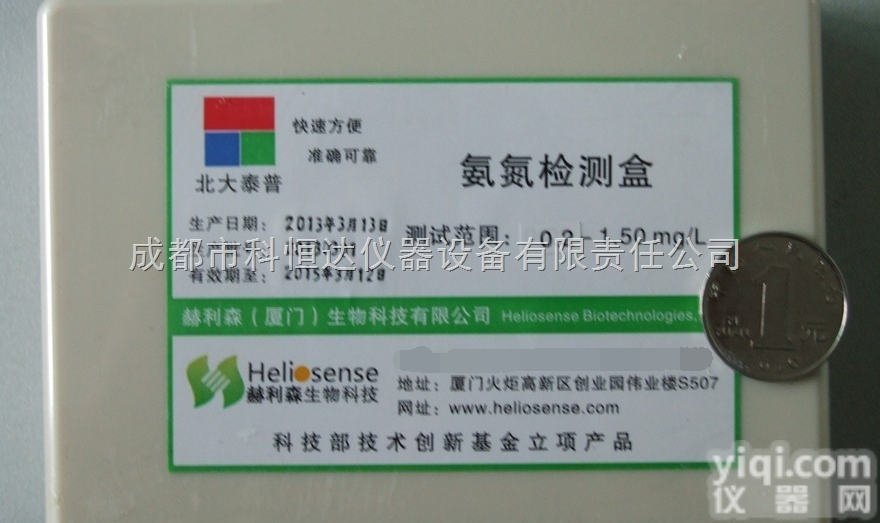 快速方便
准确可靠
北大泰普
氨氮检测盒
生产日期: 2013年3月13日
测试范围: 0.2-1.50 mg/L
成都市科恒达仪器设备有限责任公司
有效期至: 2015年3月12日
赫利森(厦门)生物科技有限公司 Heliosense Biotechnologies,
Heliosense
赫利森生物科技
地址: 厦门火炬高新区创业园伟业楼S507
网址: www.heliosense.com
科技部技术创新基金立项产品
1元
yiqi.com
仪器网